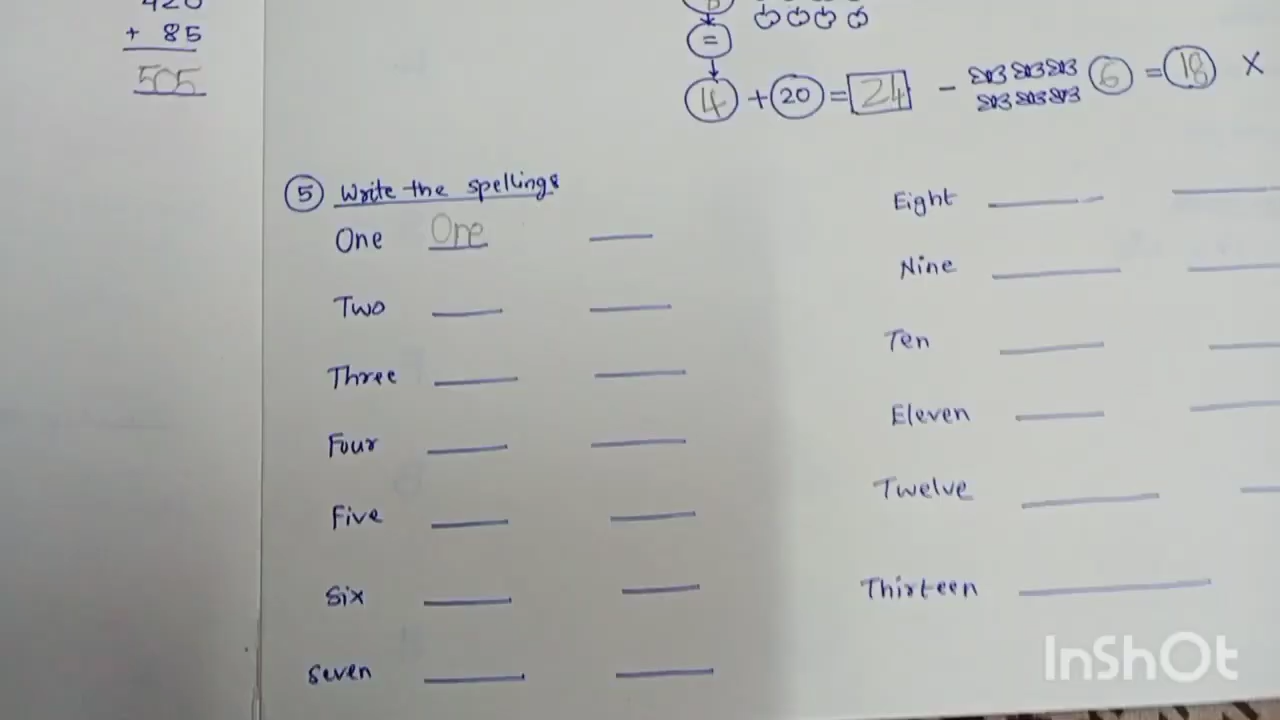 420
+ 85
505
=
4 + 20 = 24 - 6 = 18 ×
5 Write the spellings
One One
Two
Three
Four
Five
Six
Seven
Eight
Nine
Ten
Eleven
Twelve
Thirteen
InShOt